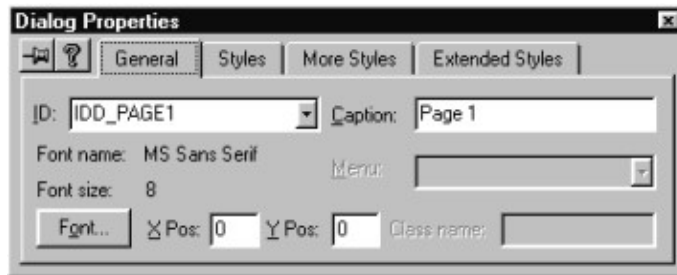 Dialog Properties
General Styles More Styles Extended Styles
ID: IDD_PAGE1 Caption: Page 1
Font name: MS Sans Serif Menu:
Font size: 8
Font... X Pos: 0 Y Pos: 0 Class name: